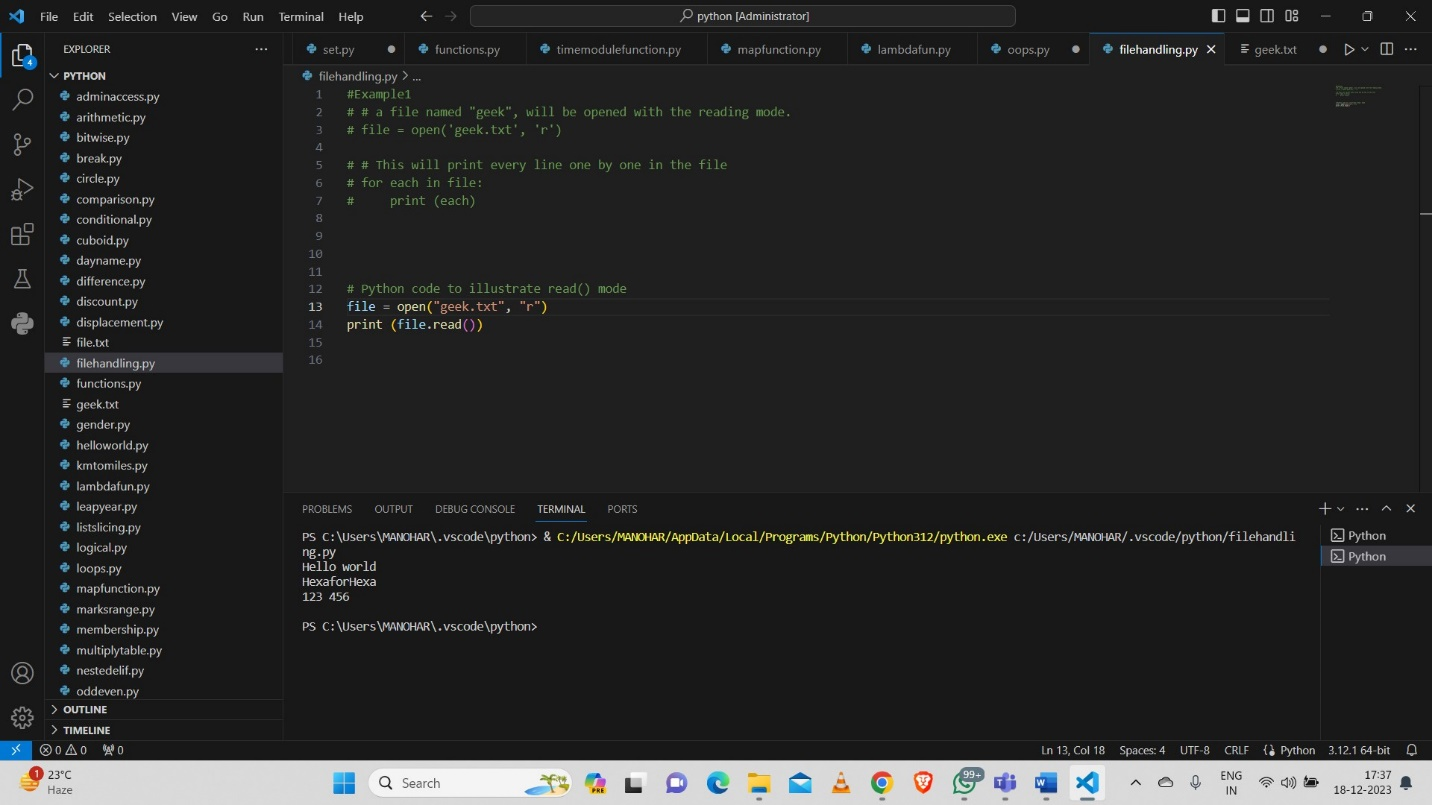 File Edit Selection View Go Run Terminal Help python [Administrator]
EXPLORER
set.py functions.py timemodulefunction.py mapfunction.py lambdafun.py oops.py filehandling.py geek.txt
4
PYTHON
adminaccess.py
arithmetic.py
bitwise.py
break.py
circle.py
comparison.py
conditional.py
cuboid.py
dayname.py
difference.py
discount.py
displacement.py
file.txt
filehandling.py
functions.py
geek.txt
gender.py
helloworld.py
kmtomiles.py
lambdafun.py
leapyear.py
listslicing.py
logical.py
loops.py
mapfunction.py
marksrange.py
membership.py
multiplytable.py
nestedelif.py
oddeven.py
OUTLINE
TIMELINE
filehandling.py > ...
1 #Example1
2 # # a file named "geek", will be opened with the reading mode.
3 # file = open('geek.txt', 'r')
4
5 # # This will print every line one by one in the file
6 # for each in file:
7 #     print (each)
8
9
10
11
12 # Python code to illustrate read() mode
13 file = open("geek.txt", "r")
14 print (file.read())
15
16
PROBLEMS OUTPUT DEBUG CONSOLE TERMINAL PORTS
PS C:\Users\MANOHAR\.vscode\python> & C:/Users/MANOHAR/AppData/Local/Programs/Python/Python312/python.exe c:/Users/MANOHAR/.vscode/python/filehandli
ng.py
Hello world
HexaforHexa
123 456
PS C:\Users\MANOHAR\.vscode\python>
Python
Python
0 0 0 Ln 13, Col 18 Spaces: 4 UTF-8 CRLF Python 3.12.1 64-bit
1 23°C
Haze
Search
PRE
99+
ENG
IN
17:37
18-12-2023